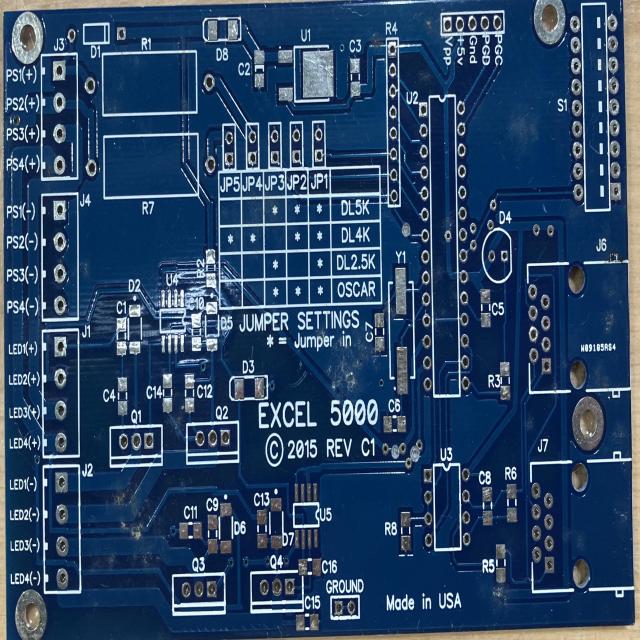 J3
D1
R1
D8
C2
U1
C3
R4
Vpp
+5v
Gnd
PGD
PGC
U2
S1
PS1(+)
PS2(+)
PS3(+)
PS4(+)
R7
J4
PS1(-)
PS2(-)
PS3(-)
PS4(-)
JP5 JP4 JP3 JP2 JP1
* * * DL5K
* * * * DL4K
* * DL2.5K
* * * OSCAR
JUMPER SETTINGS
* = Jumper in
D4
J6
Y1
R2
D2
U4
C1
C10
D5
C7
C5
W89105RS4
J1
LED1(+)
LED2(+)
LED3(+)
LED4(+)
C4
C14
C12
D3
R3
Q1
Q2
C6
EXCEL 5000
© 2015 REV C1
J2
LED1(-)
LED2(-)
LED3(-)
LED4(-)
U3
C8
R6
J7
C11
C9
D6
C13
D7
U5
R8
R5
Q3
Q4
C16
C15
GROUND
Made in USA